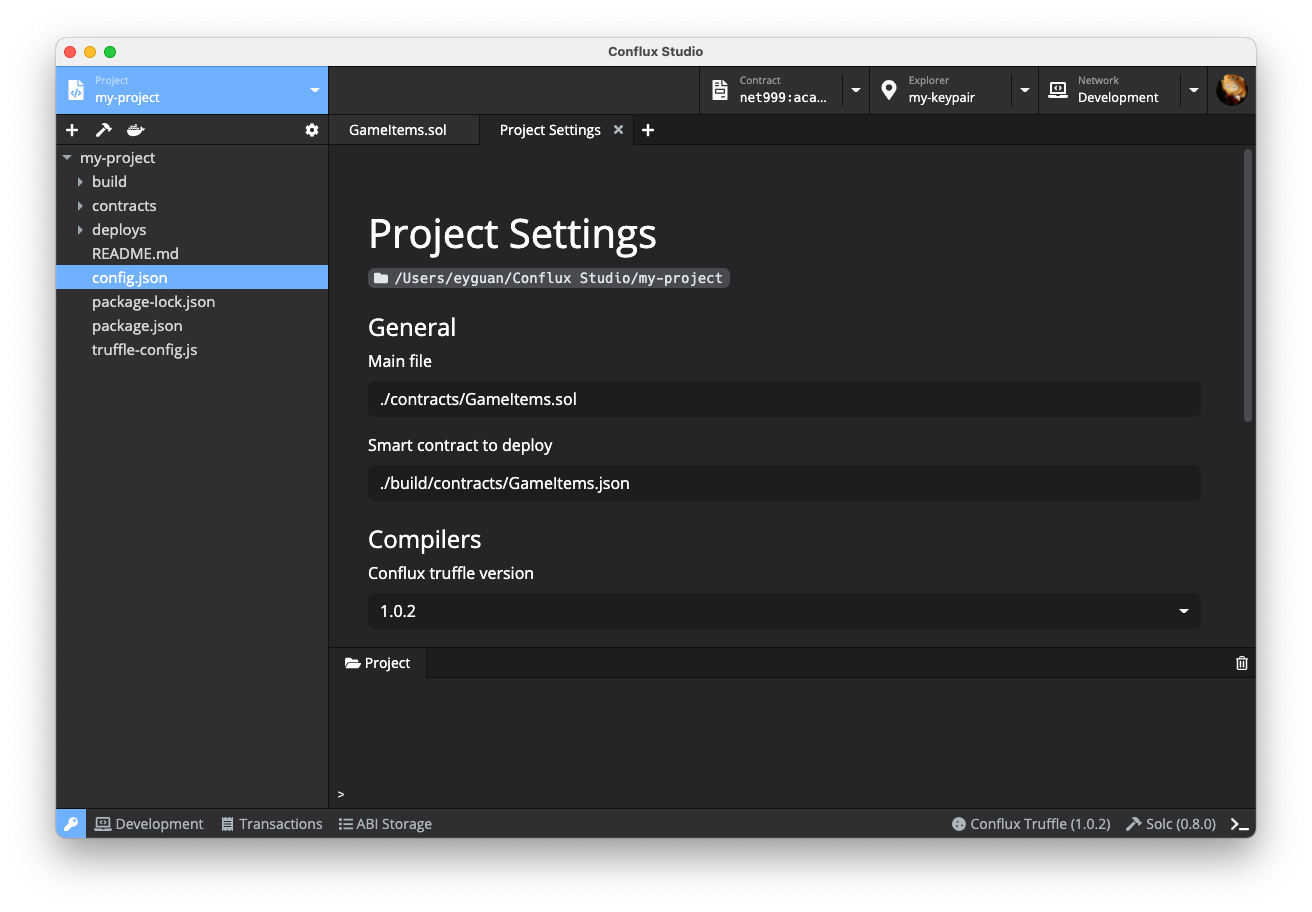 Conflux Studio
Project
my-project
Contract
net999:aca...
Explorer
my-keypair
Network
Development
GameItems.sol
Project Settings
my-project
build
contracts
deploys
README.md
config.json
package-lock.json
package.json
truffle-config.js
Project Settings
/Users/eyguan/Conflux Studio/my-project
General
Main file
./contracts/GameItems.sol
Smart contract to deploy
./build/contracts/GameItems.json
Compilers
Conflux truffle version
1.0.2
Project
>
Development
Transactions
ABI Storage
Conflux Truffle (1.0.2)
Solc (0.8.0)